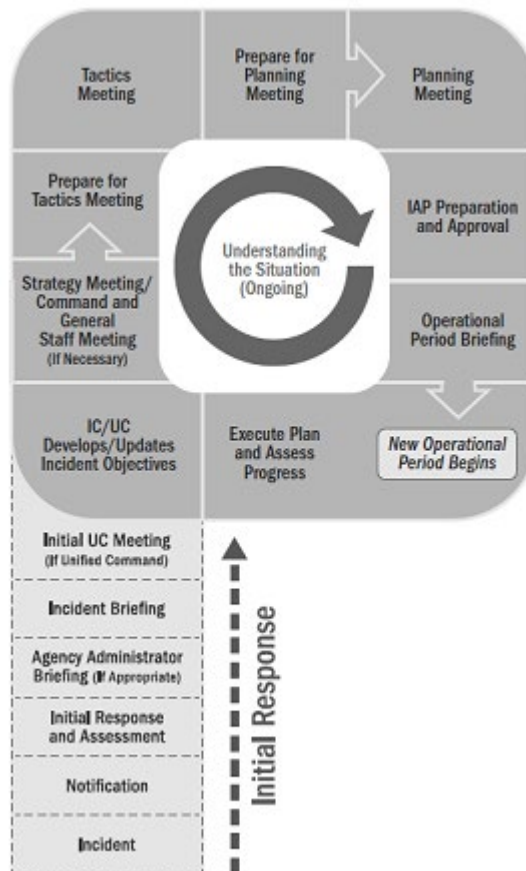 Tactics
Meeting
Prepare for
Planning
Meeting
Planning
Meeting
Prepare for
Tactics Meeting
Understanding
the Situation
(Ongoing)
IAP Preparation
and Approval
Strategy Meeting/
Command and
General
Staff Meeting
(If Necessary)
Operational
Period Briefing
IC/UC
Develops/Updates
Incident Objectives
Execute Plan
and Assess
Progress
New Operational
Period Begins
Initial UC Meeting
(If Unified Command)
Incident Briefing
Agency Administrator
Briefing (If Appropriate)
Initial Response
and Assessment
Notification
Incident
Initial Response